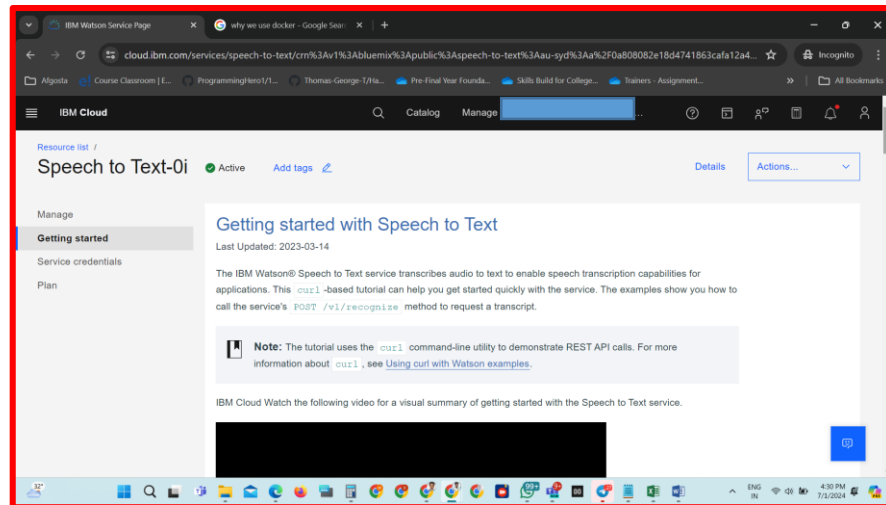 IBM Watson Service Page
why we use docker - Google Sear
cloud.ibm.com/services/speech-to-text/crn%3Av1%3Abluemix%3Apublic%3Aspeech-to-text%3Aau-syd%3Aa%2F0a808082e18d4741863cafa12a4...
Incognito
Afgosta
Course Classroom | E...
ProgrammingHero1/1...
Thomas-George-T/Ha...
Pre-Final Year Founda...
Skills Build for College...
Trainers - Assignment...
All Bookmarks
IBM Cloud
Catalog
Manage
...
Resource list /
Speech to Text-0i
Active
Add tags
Details
Actions...
Manage
Getting started
Service credentials
Plan
Getting started with Speech to Text
Last Updated: 2023-03-14
The IBM Watson® Speech to Text service transcribes audio to text to enable speech transcription capabilities for
applications. This curl -based tutorial can help you get started quickly with the service. The examples show you how to
call the service's POST /v1/recognize method to request a transcript.
Note: The tutorial uses the curl command-line utility to demonstrate REST API calls. For more
information about curl , see Using curl with Watson examples.
IBM Cloud Watch the following video for a visual summary of getting started with the Speech to Text service.
32°
99+
ENG
IN
4:30 PM
7/1/2024